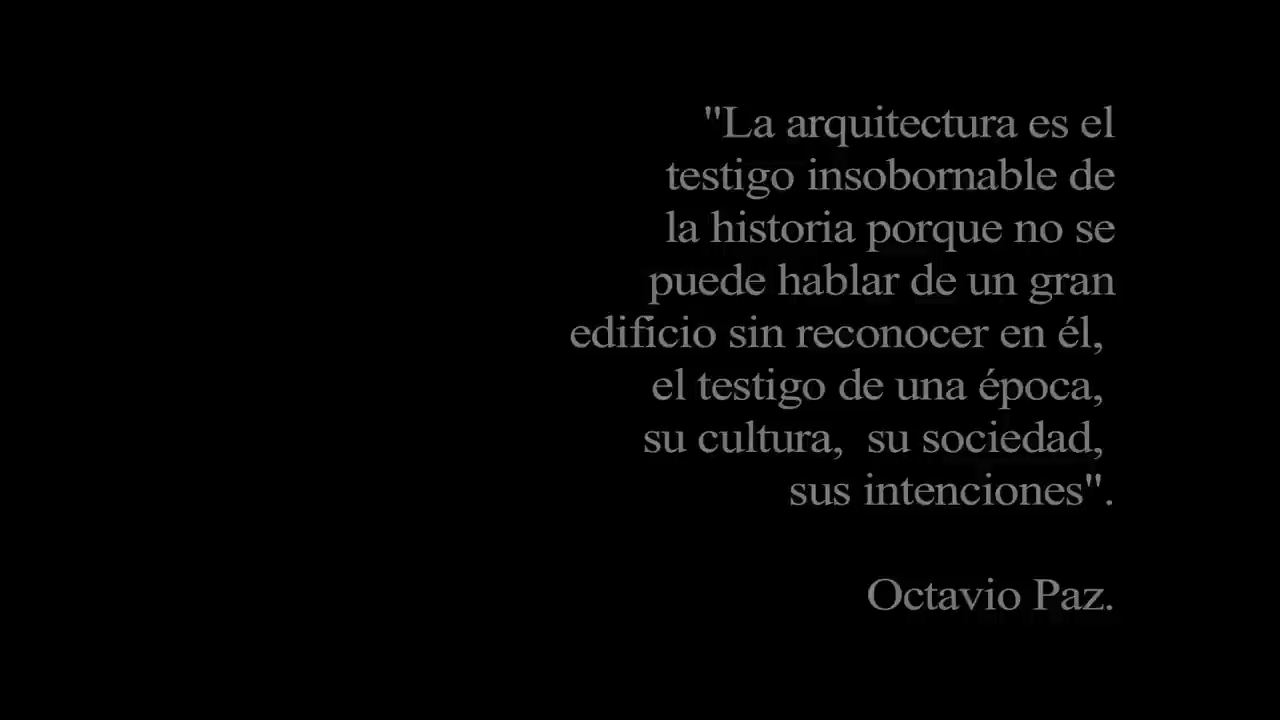 "La arquitectura es el
testigo insobornable de
la historia porque no se
puede hablar de un gran
edificio sin reconocer en él,
el testigo de una época,
su cultura,  su sociedad,
sus intenciones".
Octavio Paz.